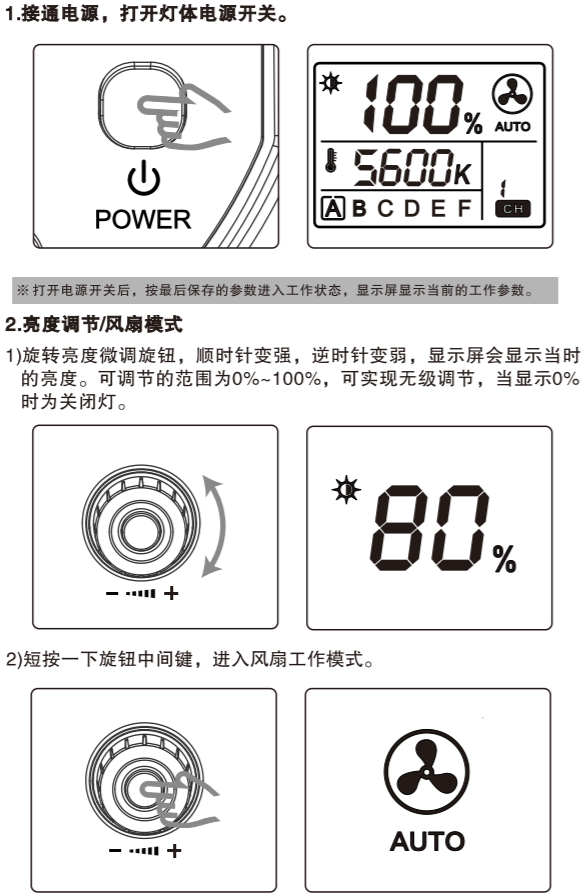 1.接通电源，打开灯体电源开关。
POWER
100%
AUTO
5600K
A B C D E F
1
CH
※打开电源开关后，按最后保存的参数进入工作状态，显示屏显示当前的工作参数。
2.亮度调节/风扇模式
1)旋转亮度微调旋钮，顺时针变强，逆时针变弱，显示屏会显示当时
的亮度。可调节的范围为0%~100%，可实现无级调节，当显示0%
时为关闭灯。
− +
80%
2)短按一下旋钮中间键，进入风扇工作模式。
− +
AUTO